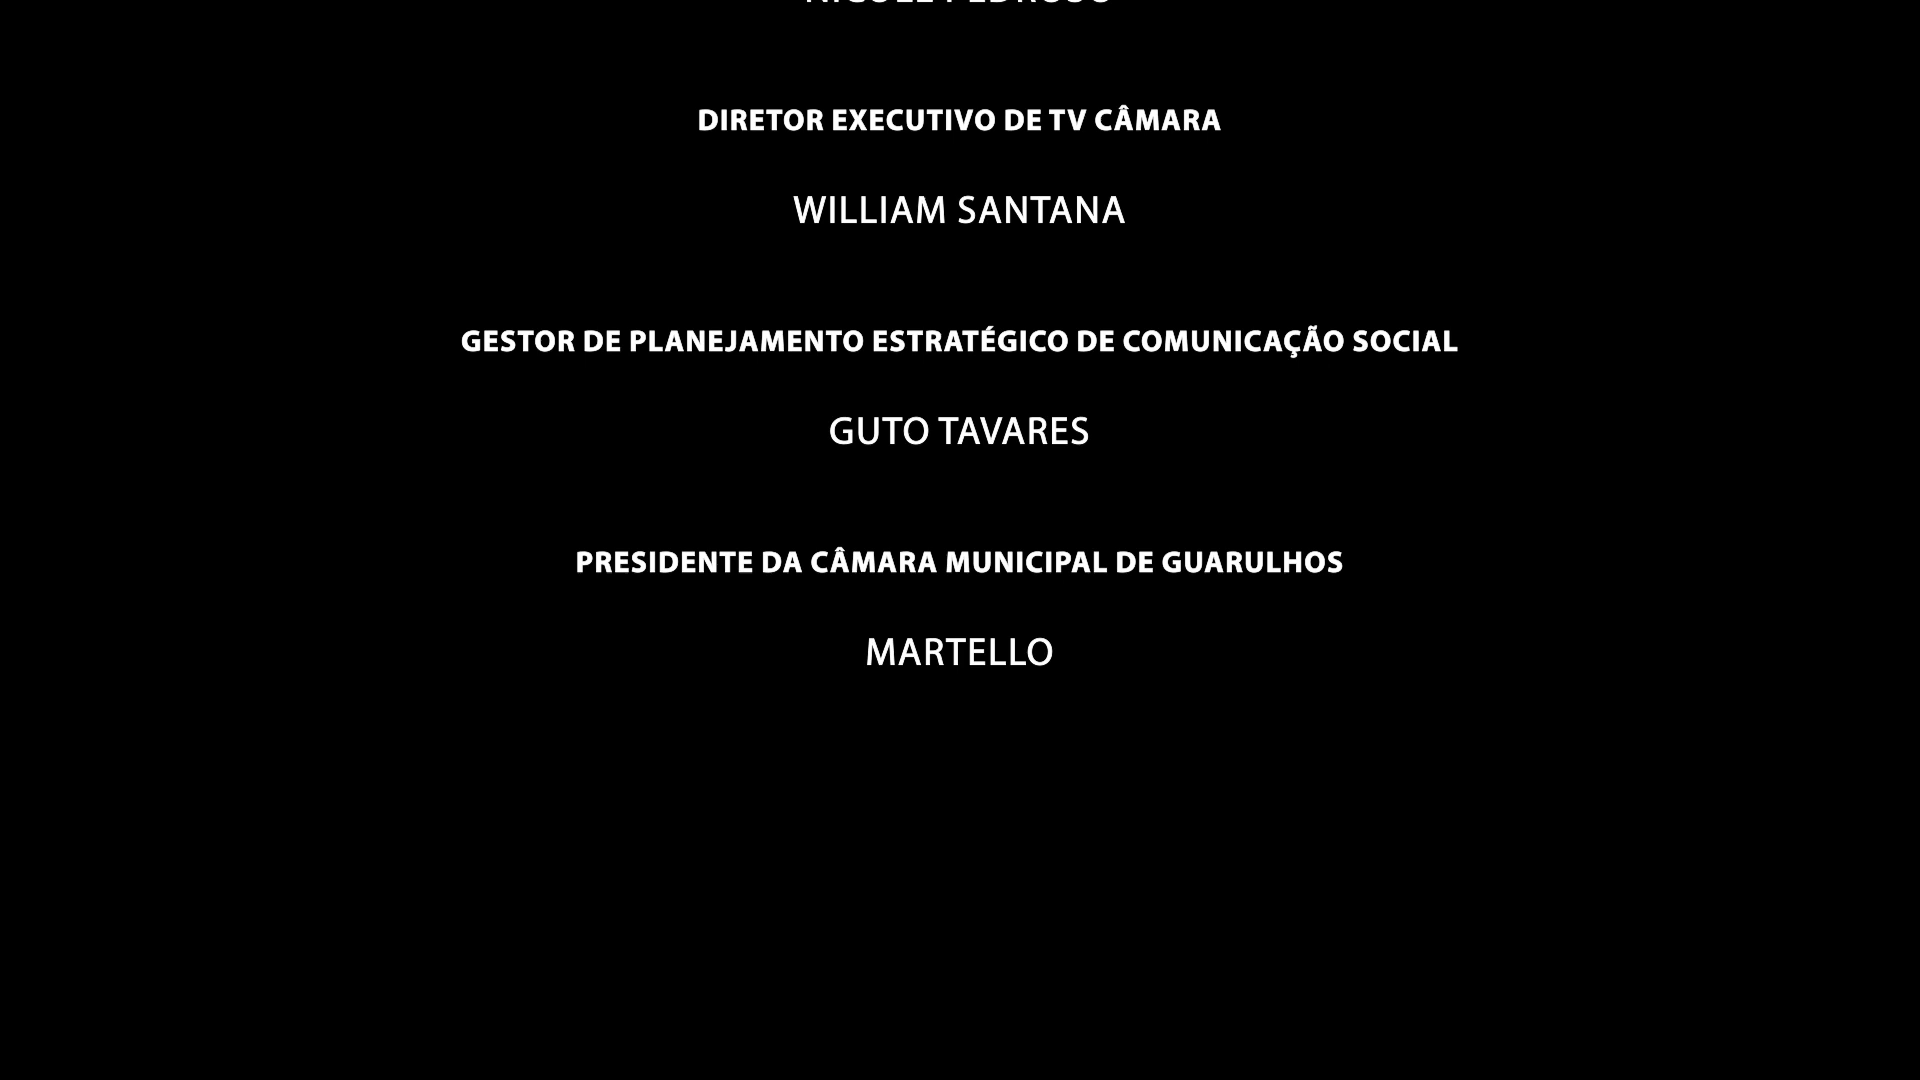 DIRETOR EXECUTIVO DE TV CÂMARA
WILLIAM SANTANA
GESTOR DE PLANEJAMENTO ESTRATÉGICO DE COMUNICAÇÃO SOCIAL
GUTO TAVARES
PRESIDENTE DA CÂMARA MUNICIPAL DE GUARULHOS
MARTELLO